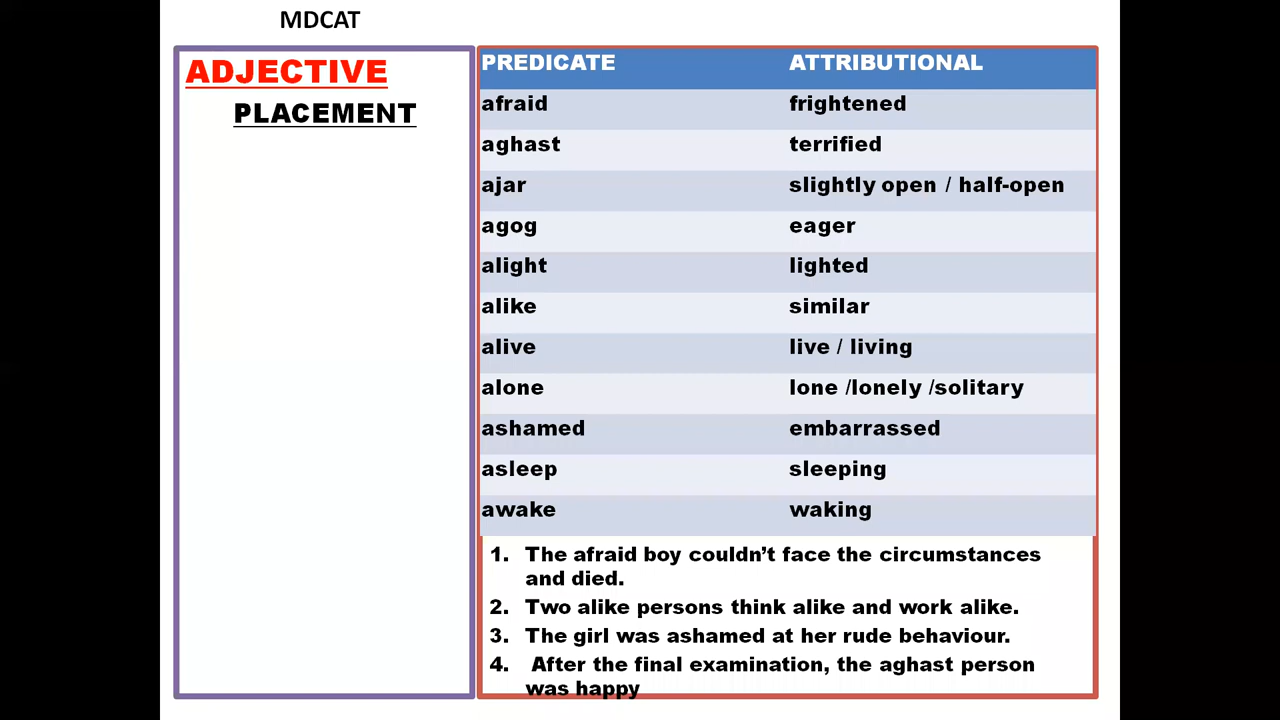 MDCAT
ADJECTIVE
PLACEMENT
PREDICATE ATTRIBUTIONAL
afraid frightened
aghast terrified
ajar slightly open / half-open
agog eager
alight lighted
alike similar
alive live / living
alone lone /lonely /solitary
ashamed embarrassed
asleep sleeping
awake waking
1. The afraid boy couldn’t face the circumstances
and died.
2. Two alike persons think alike and work alike.
3. The girl was ashamed at her rude behaviour.
4. After the final examination, the aghast person
was happy